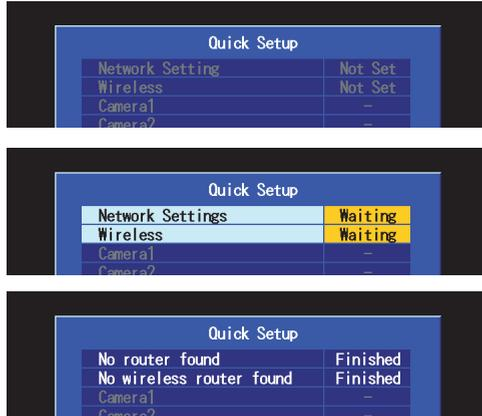 Quick Setup
Network Setting Not Set
Wireless Not Set
Camera1 -
Camera2 -
Quick Setup
Network Settings Waiting
Wireless Waiting
Camera1 -
Camera2 -
Quick Setup
No router found Finished
No wireless router found Finished
Camera1 -
Camera2 -